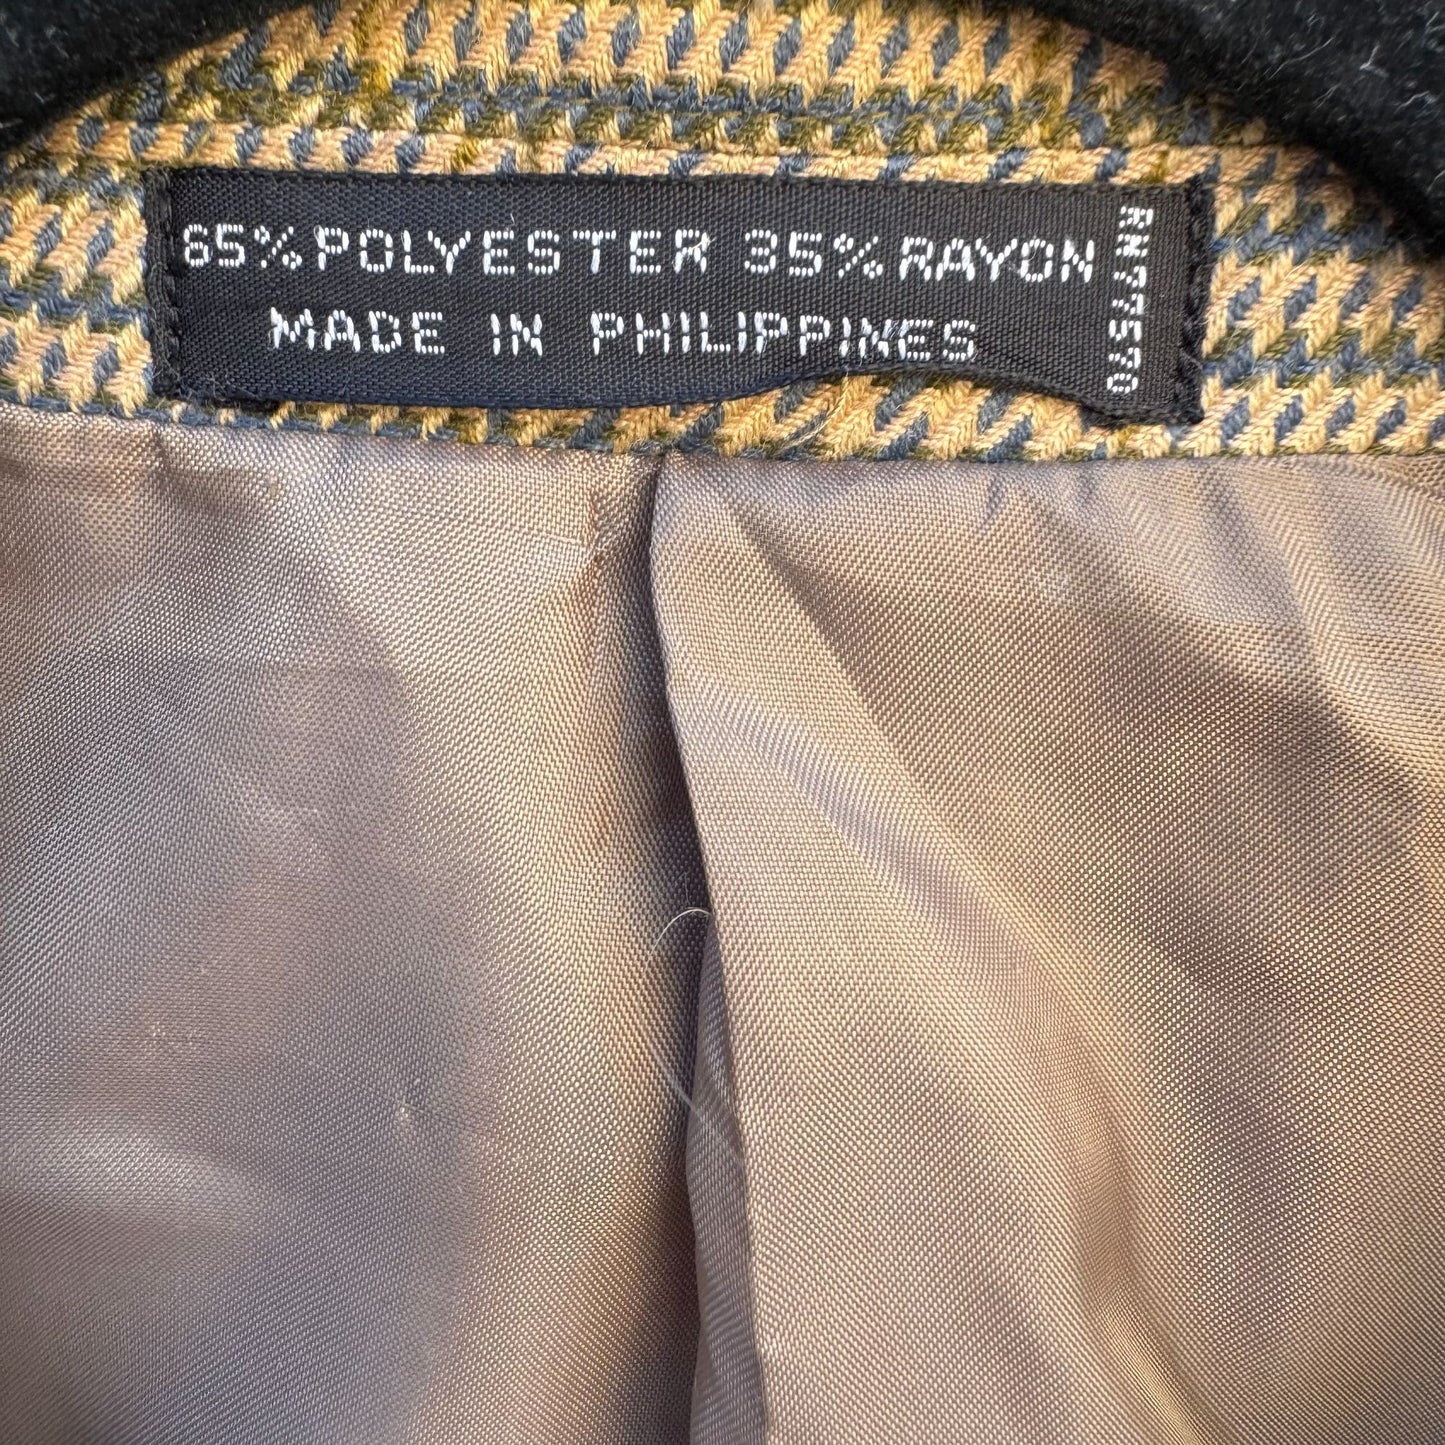 65% POLYESTER 35% RAYON
MADE IN PHILIPPINES
RN77570